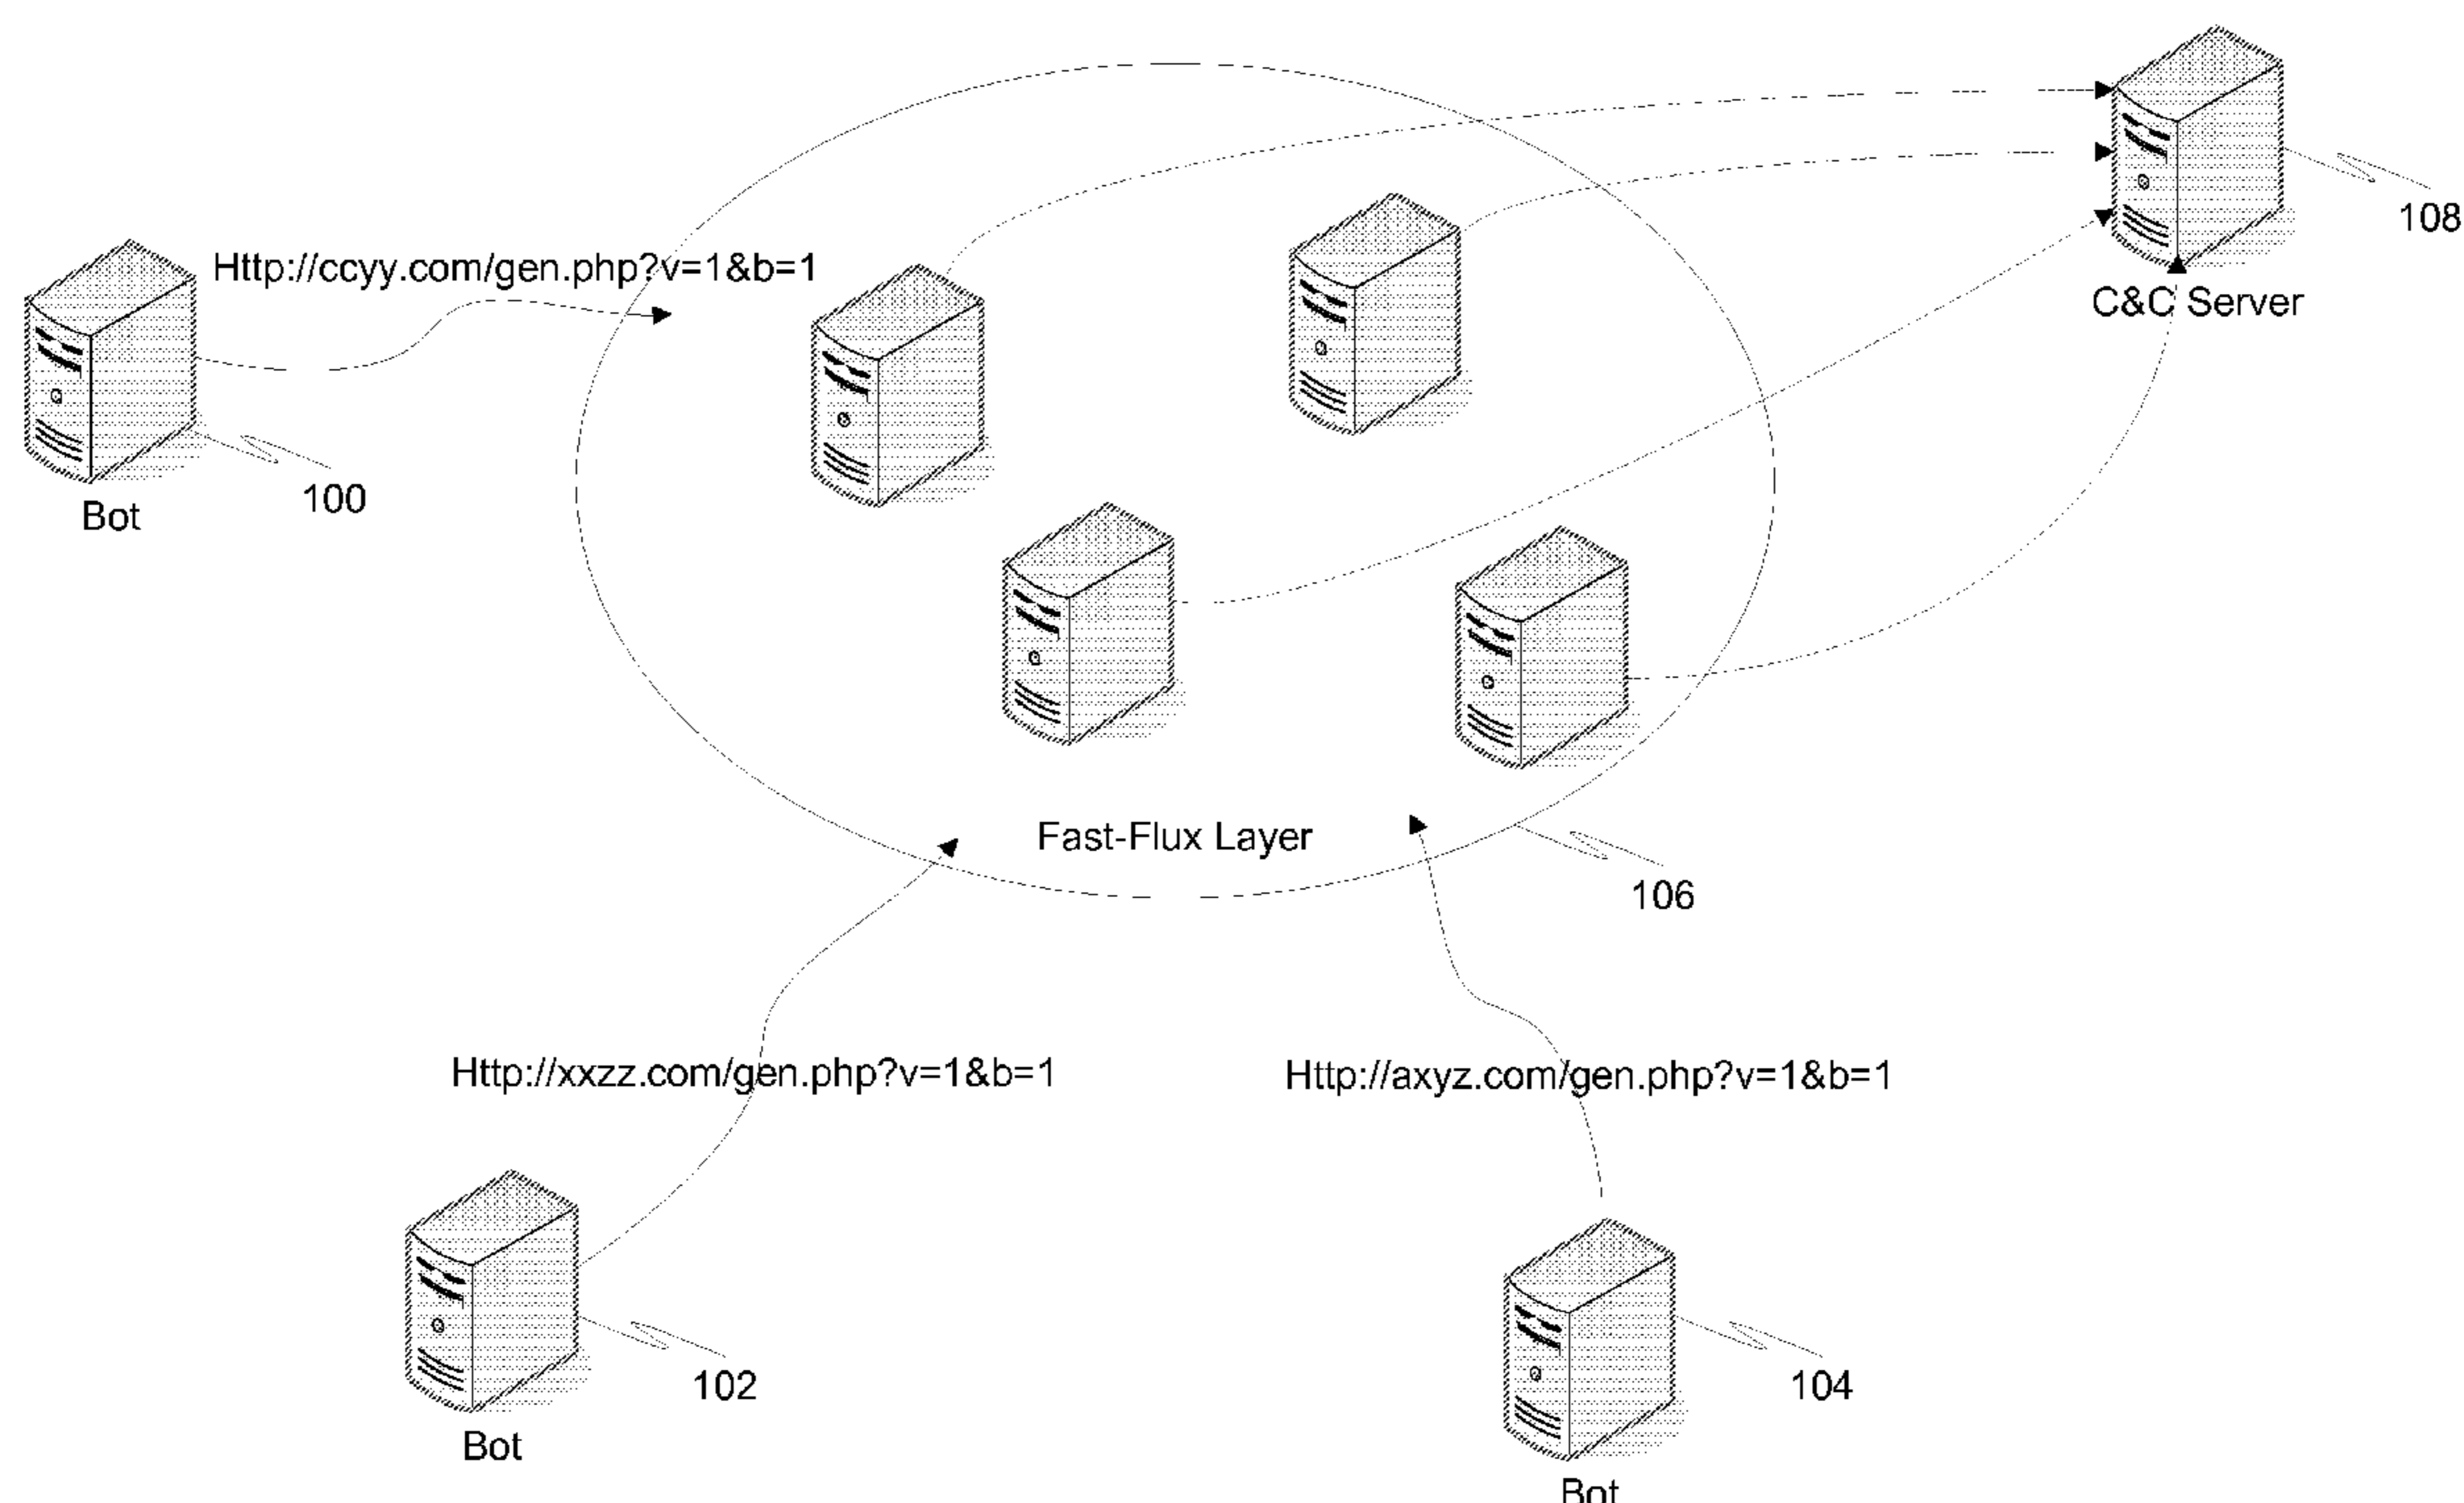 108
Http://ccyy.com/gen.php?v=1&b=1
C&C Server
100
Bot
Fast-Flux Layer
106
Http://xxzz.com/gen.php?v=1&b=1
Http://axyz.com/gen.php?v=1&b=1
102
104
Bot
Bot